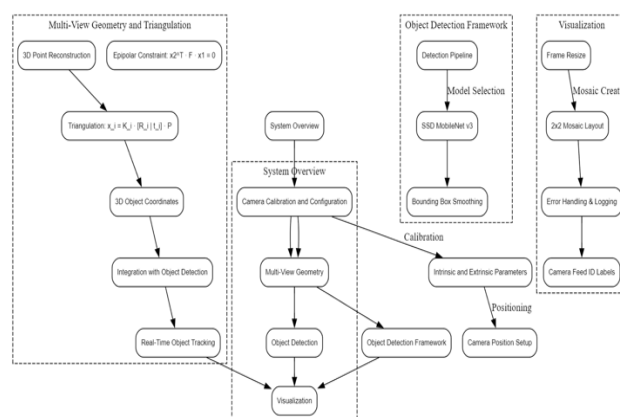 Multi-View Geometry and Triangulation
Object Detection Framework
Visualization
3D Point Reconstruction
Epipolar Constraint: x2^T · F · x1 = 0
Detection Pipeline
Frame Resize
Model Selection
Mosaic Creat
Triangulation: x_i = K_i · [R_i | t_i] · P
System Overview
SSD MobileNet v3
2x2 Mosaic Layout
System Overview
3D Object Coordinates
Camera Calibration and Configuration
Bounding Box Smoothing
Error Handling & Logging
Calibration
Integration with Object Detection
Multi-View Geometry
Intrinsic and Extrinsic Parameters
Camera Feed ID Labels
Positioning
Real-Time Object Tracking
Object Detection
Object Detection Framework
Camera Position Setup
Visualization